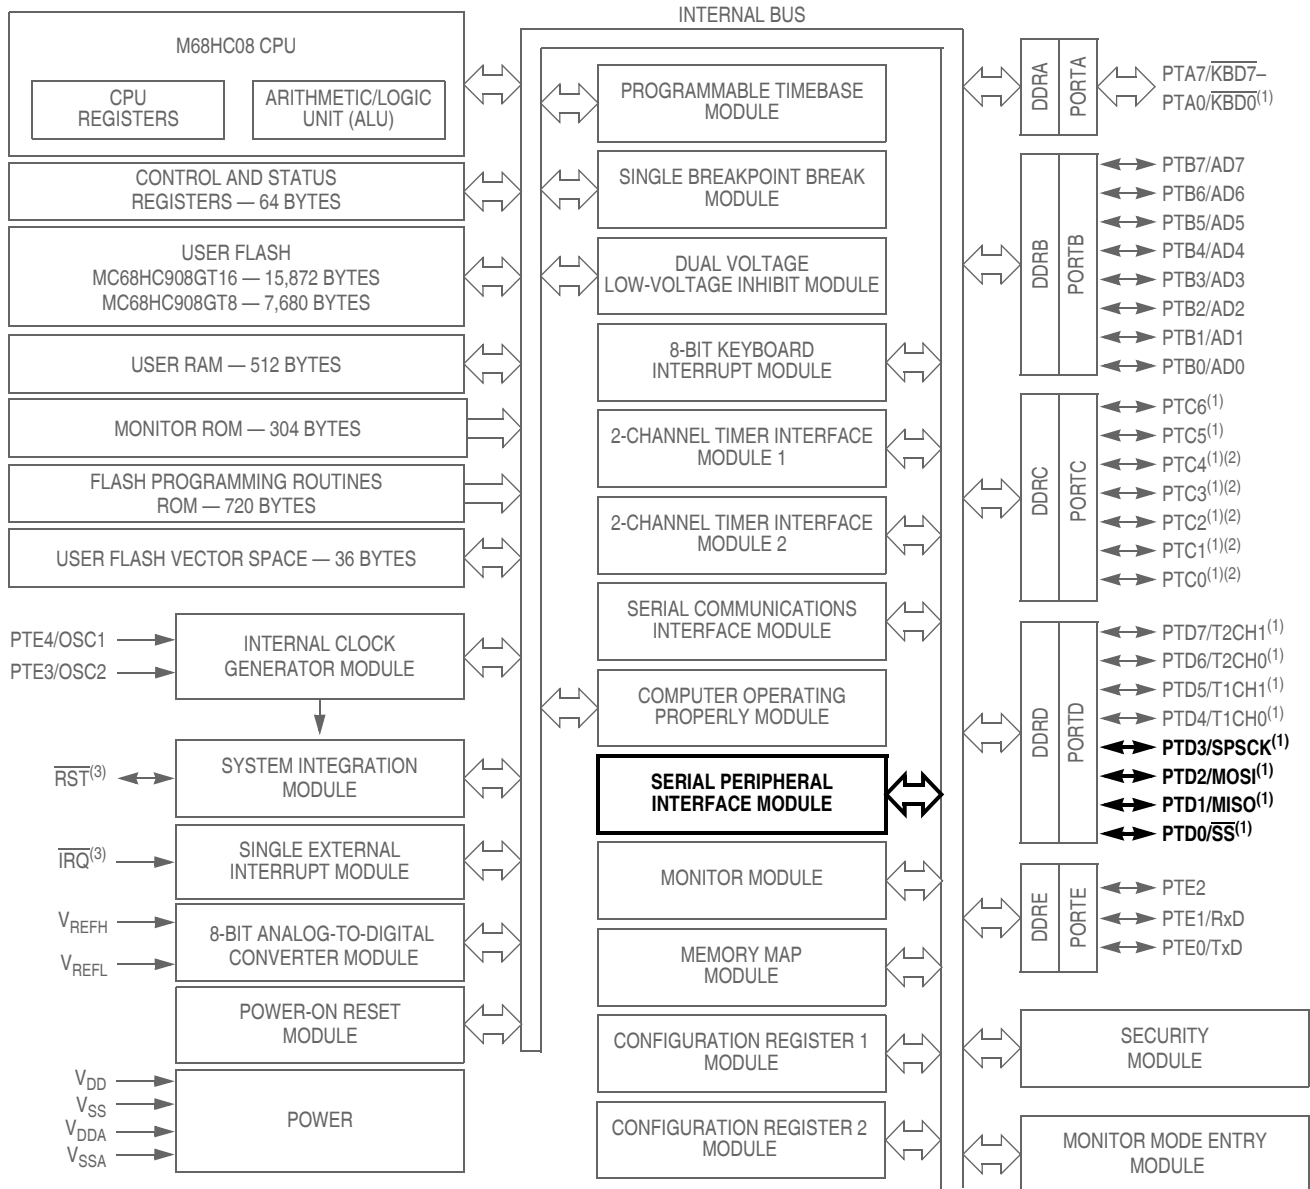 INTERNAL BUS
M68HC08 CPU
CPU
REGISTERS
ARITHMETIC/LOGIC
UNIT (ALU)
CONTROL AND STATUS
REGISTERS — 64 BYTES
USER FLASH
MC68HC908GT16 — 15,872 BYTES
MC68HC908GT8 — 7,680 BYTES
USER RAM — 512 BYTES
MONITOR ROM — 304 BYTES
FLASH PROGRAMMING ROUTINES
ROM — 720 BYTES
USER FLASH VECTOR SPACE — 36 BYTES
PTE4/OSC1
PTE3/OSC2
INTERNAL CLOCK
GENERATOR MODULE
RST(3)
SYSTEM INTEGRATION
MODULE
IRQ(3)
SINGLE EXTERNAL
INTERRUPT MODULE
VREFH
VREFL
8-BIT ANALOG-TO-DIGITAL
CONVERTER MODULE
POWER-ON RESET
MODULE
VDD
VSS
VDDA
VSSA
POWER
PROGRAMMABLE TIMEBASE
MODULE
SINGLE BREAKPOINT BREAK
MODULE
DUAL VOLTAGE
LOW-VOLTAGE INHIBIT MODULE
8-BIT KEYBOARD
INTERRUPT MODULE
2-CHANNEL TIMER INTERFACE
MODULE 1
2-CHANNEL TIMER INTERFACE
MODULE 2
SERIAL COMMUNICATIONS
INTERFACE MODULE
COMPUTER OPERATING
PROPERLY MODULE
SERIAL PERIPHERAL
INTERFACE MODULE
MONITOR MODULE
MEMORY MAP
MODULE
CONFIGURATION REGISTER 1
MODULE
CONFIGURATION REGISTER 2
MODULE
DDRA
PORTA
PTA7/KBD7–
PTA0/KBD0(1)
DDRB
PORTB
PTB7/AD7
PTB6/AD6
PTB5/AD5
PTB4/AD4
PTB3/AD3
PTB2/AD2
PTB1/AD1
PTB0/AD0
DDRC
PORTC
PTC6(1)
PTC5(1)
PTC4(1)(2)
PTC3(1)(2)
PTC2(1)(2)
PTC1(1)(2)
PTC0(1)(2)
DDRD
PORTD
PTD7/T2CH1(1)
PTD6/T2CH0(1)
PTD5/T1CH1(1)
PTD4/T1CH0(1)
PTD3/SPSCK(1)
PTD2/MOSI(1)
PTD1/MISO(1)
PTD0/SS(1)
DDRE
PORTE
PTE2
PTE1/RxD
PTE0/TxD
SECURITY
MODULE
MONITOR MODE ENTRY
MODULE